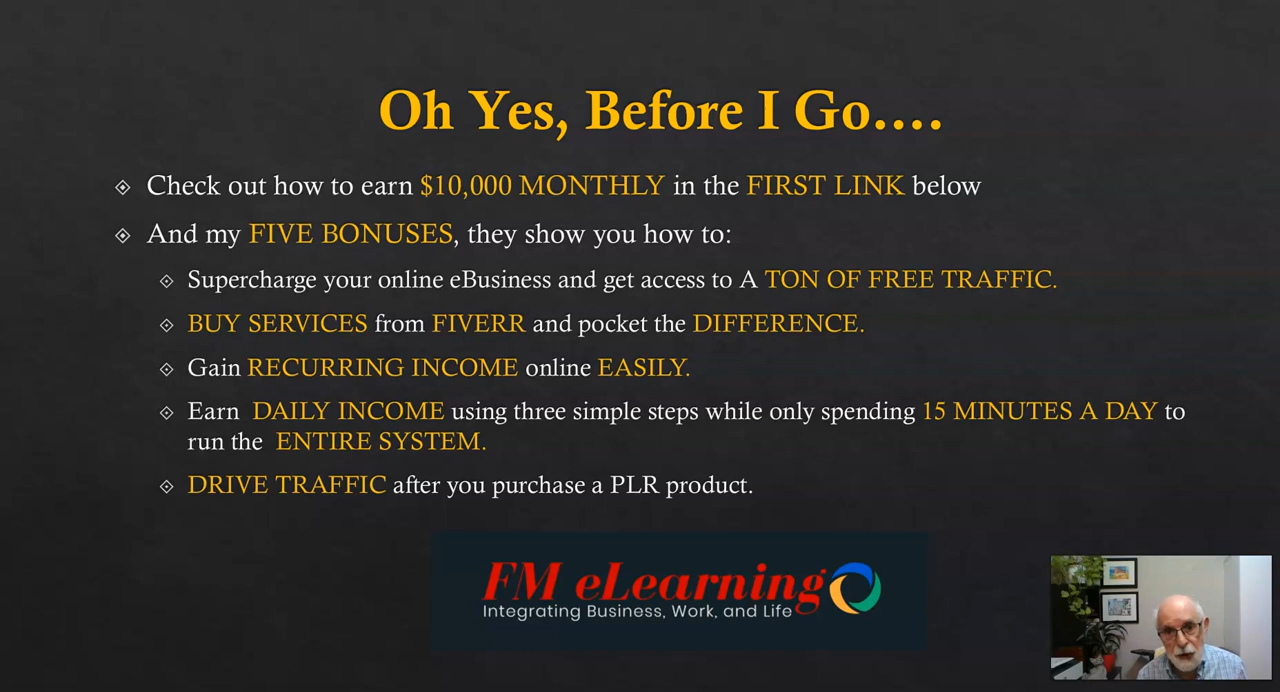 Oh Yes, Before I Go....
Check out how to earn $10,000 MONTHLY in the FIRST LINK below
And my FIVE BONUSES, they show you how to:
Supercharge your online eBusiness and get access to A TON OF FREE TRAFFIC.
BUY SERVICES from FIVERR and pocket the DIFFERENCE.
Gain RECURRING INCOME online EASILY.
Earn DAILY INCOME using three simple steps while only spending 15 MINUTES A DAY to
run the ENTIRE SYSTEM.
DRIVE TRAFFIC after you purchase a PLR product.
FM eLearning
Integrating Business, Work, and Life